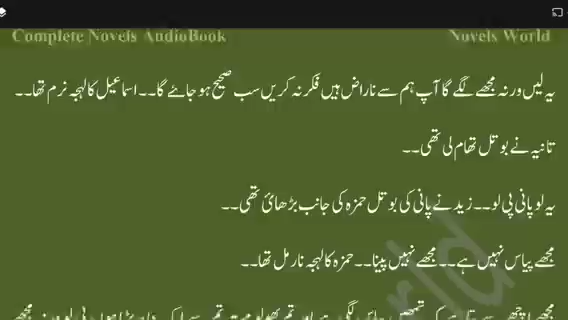 Complete Novels AudioBook
Novels World
یہ لیں ورنہ مجھے لگے گا آپ ہم سے ناراض ہیں فکر نہ کریں سب صحیح ہو جائے گا۔۔ اسماعیل کا لہجہ نرم تھا۔۔
تانیہ نے بوتل تھام لی تھی۔۔
یہ لو پانی پی لو۔۔ زید نے پانی کی بوتل حمزہ کی جانب بڑھائی تھی۔۔
مجھے پیاس نہیں ہے۔۔ مجھے نہیں پینا۔۔ حمزہ کا لہجہ نارمل تھا۔۔